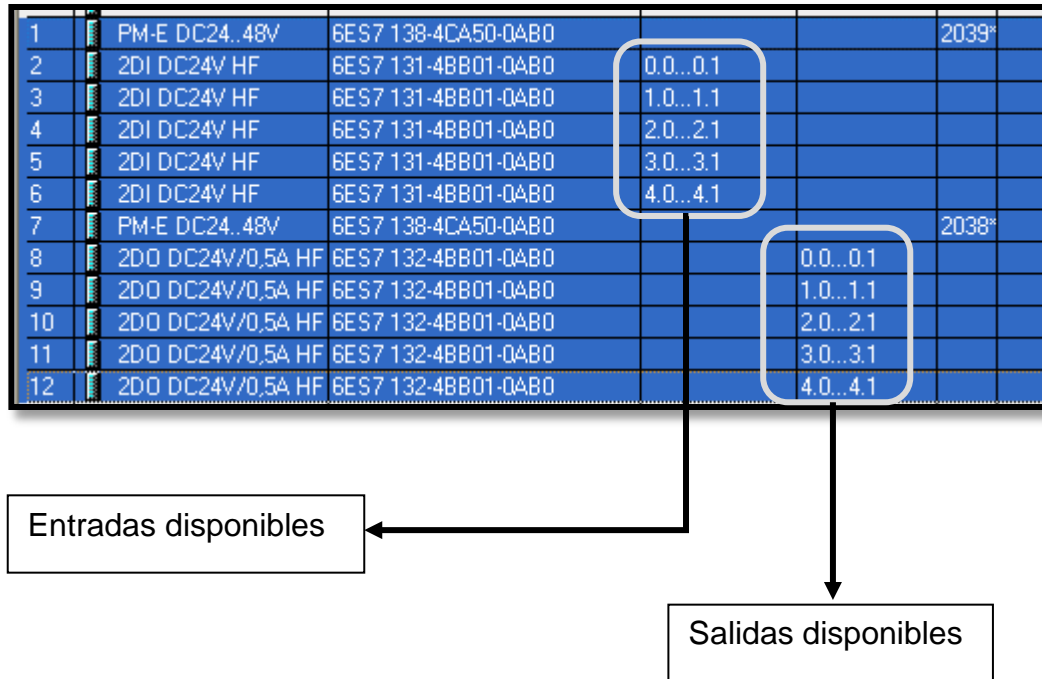 1 PM-E DC24..48V 6ES7 138-4CA50-0AB0 2039*
2 2DI DC24V HF 6ES7 131-4BB01-0AB0 0.0...0.1
3 2DI DC24V HF 6ES7 131-4BB01-0AB0 1.0...1.1
4 2DI DC24V HF 6ES7 131-4BB01-0AB0 2.0...2.1
5 2DI DC24V HF 6ES7 131-4BB01-0AB0 3.0...3.1
6 2DI DC24V HF 6ES7 131-4BB01-0AB0 4.0...4.1
7 PM-E DC24..48V 6ES7 138-4CA50-0AB0 2038*
8 2DO DC24V/0,5A HF 6ES7 132-4BB01-0AB0 0.0...0.1
9 2DO DC24V/0,5A HF 6ES7 132-4BB01-0AB0 1.0...1.1
10 2DO DC24V/0,5A HF 6ES7 132-4BB01-0AB0 2.0...2.1
11 2DO DC24V/0,5A HF 6ES7 132-4BB01-0AB0 3.0...3.1
12 2DO DC24V/0,5A HF 6ES7 132-4BB01-0AB0 4.0...4.1
Entradas disponibles
Salidas disponibles